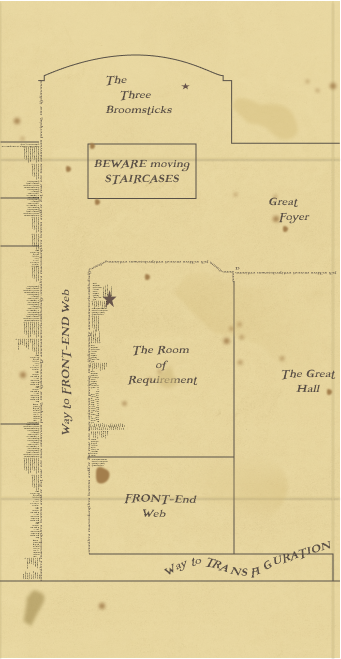 The
Three
Broomsticks
BEWARE moving
STAIRCASES
Great
Foyer
Way to FRONT-END Web
The Room
of
Requirement
The Great
Hall
FRONT-End
Web
Way to TRANSFIGURATION